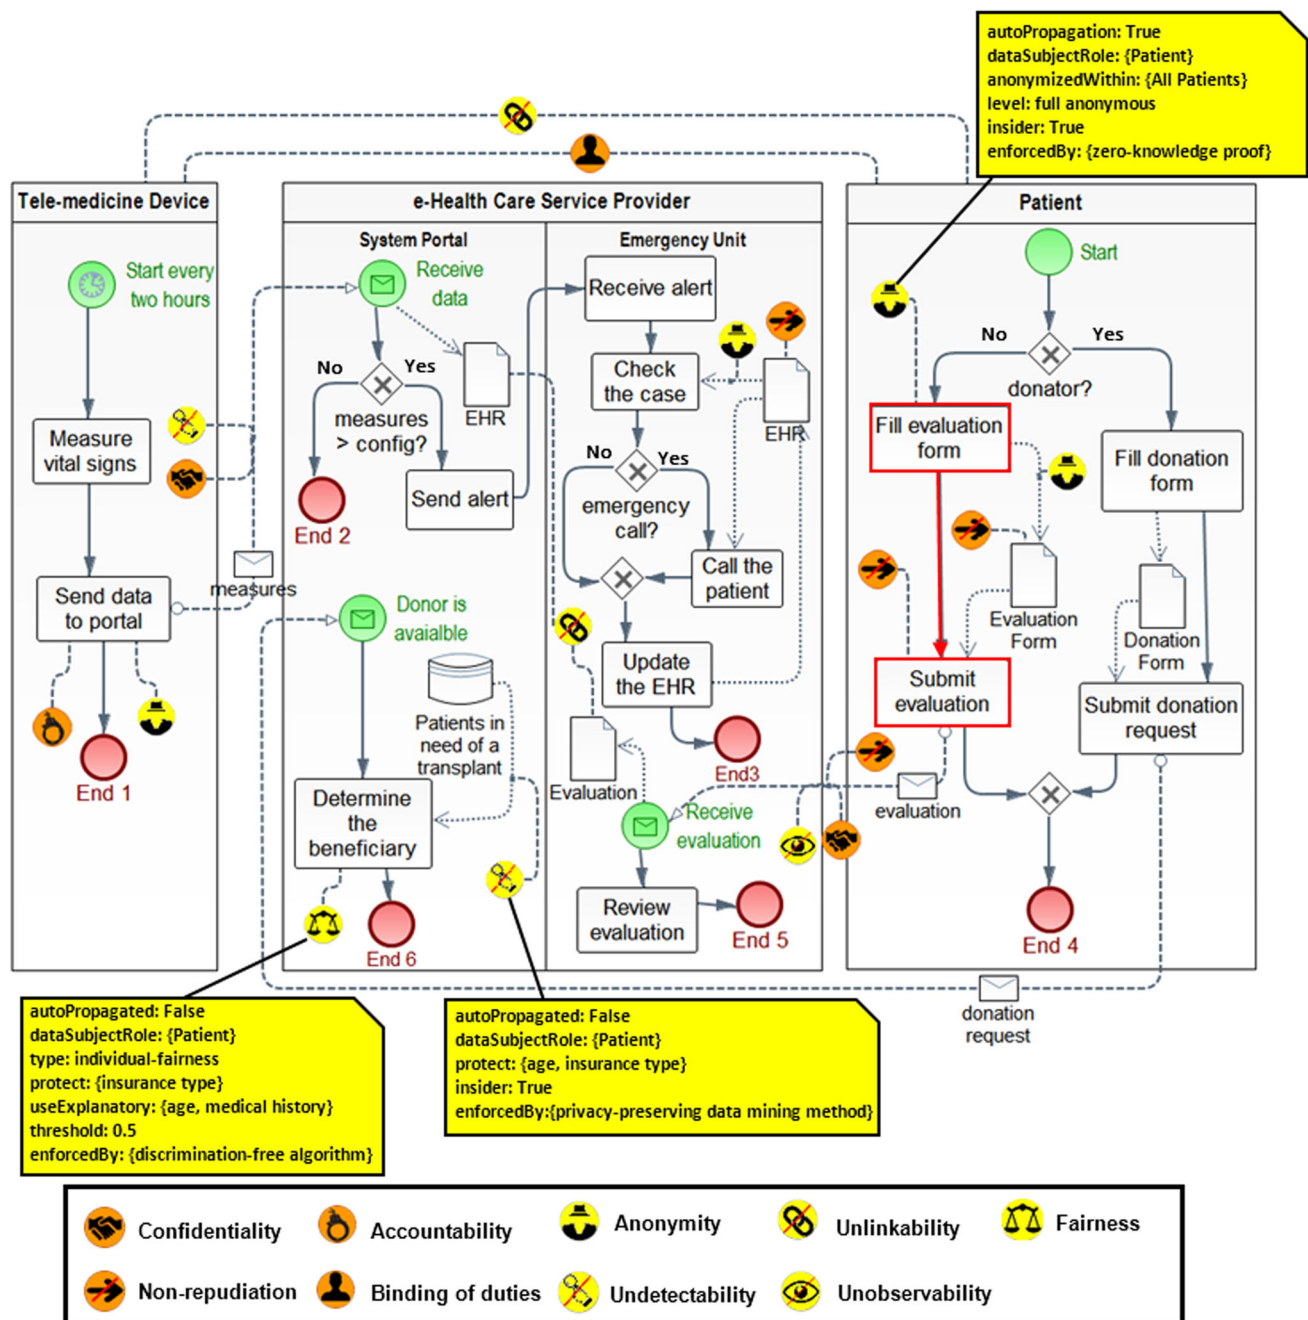 autoPropagation: True
dataSubjectRole: {Patient}
anonymizedWithin: {All Patients}
level: full anonymous
insider: True
enforcedBy: {zero-knowledge proof}
Tele-medicine Device
e-Health Care Service Provider
Patient
System Portal
Emergency Unit
Start every
two hours
Receive
data
Receive alert
Start
No
Yes
donator?
No
Yes
measures
> config?
EHR
Check
the case
EHR
Measure
vital signs
Send alert
End 2
No
Yes
emergency
call?
Call the
patient
Fill evaluation
form
Fill donation
form
measures
Send data
to portal
Donor is
avaialble
Evaluation
Form
Donation
Form
Update
the EHR
Submit
evaluation
Submit donation
request
Patients in
need of a
transplant
End3
End 1
Evaluation
evaluation
Determine
the
beneficiary
Receive
evaluation
Review
evaluation
End 5
End 6
End 4
donation
request
autoPropagated: False
dataSubjectRole: {Patient}
type: individual-fairness
protect: {insurance type}
useExplanatory: {age, medical history}
threshold: 0.5
enforcedBy: {discrimination-free algorithm}
autoPropagated: False
dataSubjectRole: {Patient}
protect: {age, insurance type}
insider: True
enforcedBy:{privacy-preserving data mining method}
Confidentiality
Accountability
Anonymity
Unlinkability
Fairness
Non-repudiation
Binding of duties
Undetectability
Unobservability